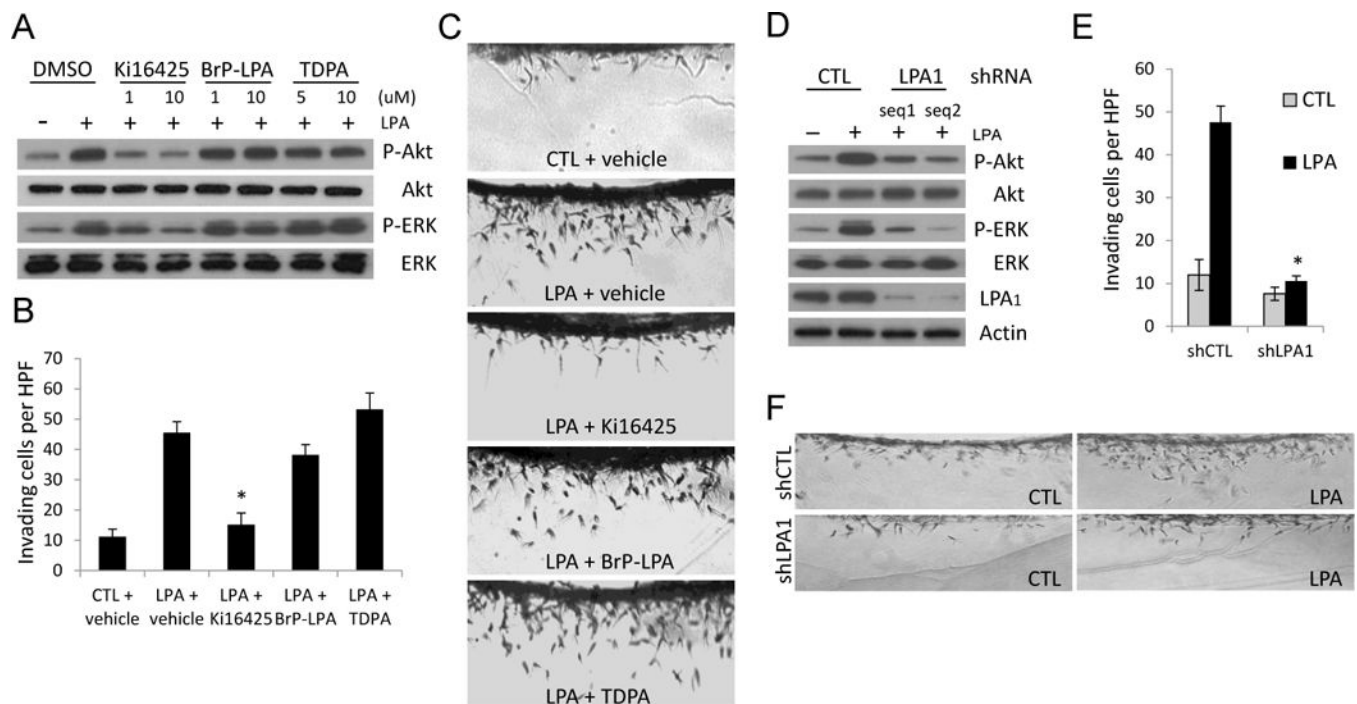 A
DMSO Ki16425 BrP-LPA TDPA
1 10 1 10 5 10 (uM)
– + + + + + + + LPA
P-Akt
Akt
P-ERK
ERK
B
Invading cells per HPF
70
60
50
40
30
20
10
0
*
CTL + vehicle
LPA + vehicle
LPA + Ki16425
LPA + BrP-LPA
LPA + TDPA
C
CTL + vehicle
LPA + vehicle
LPA + Ki16425
LPA + BrP-LPA
LPA + TDPA
D
CTL LPA1 shRNA
seq1 seq2
– + + + LPA
P-Akt
Akt
P-ERK
ERK
LPA1
Actin
E
Invading cells per HPF
60
50
40
30
20
10
0
CTL
LPA
*
shCTL shLPA1
F
shCTL
CTL LPA
shLPA1
CTL LPA